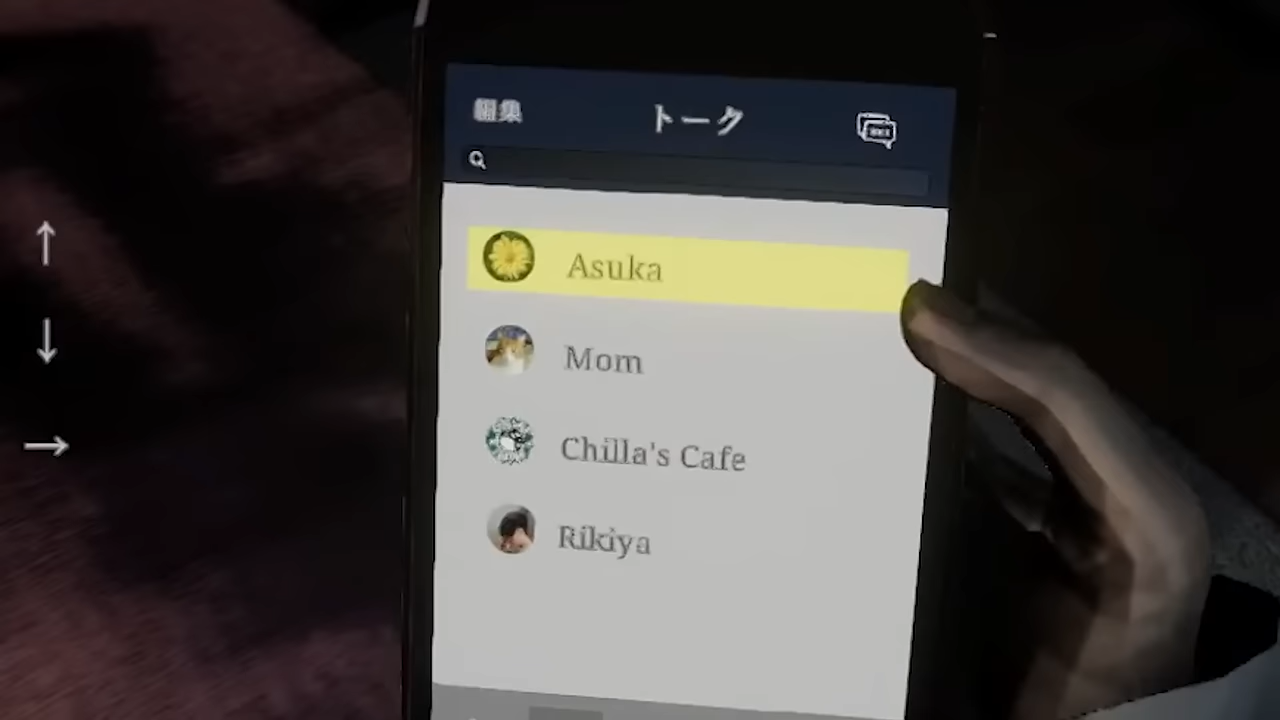 編集
トーク
↑
Asuka
↓
Mom
→
Chilla's Cafe
Rikiya